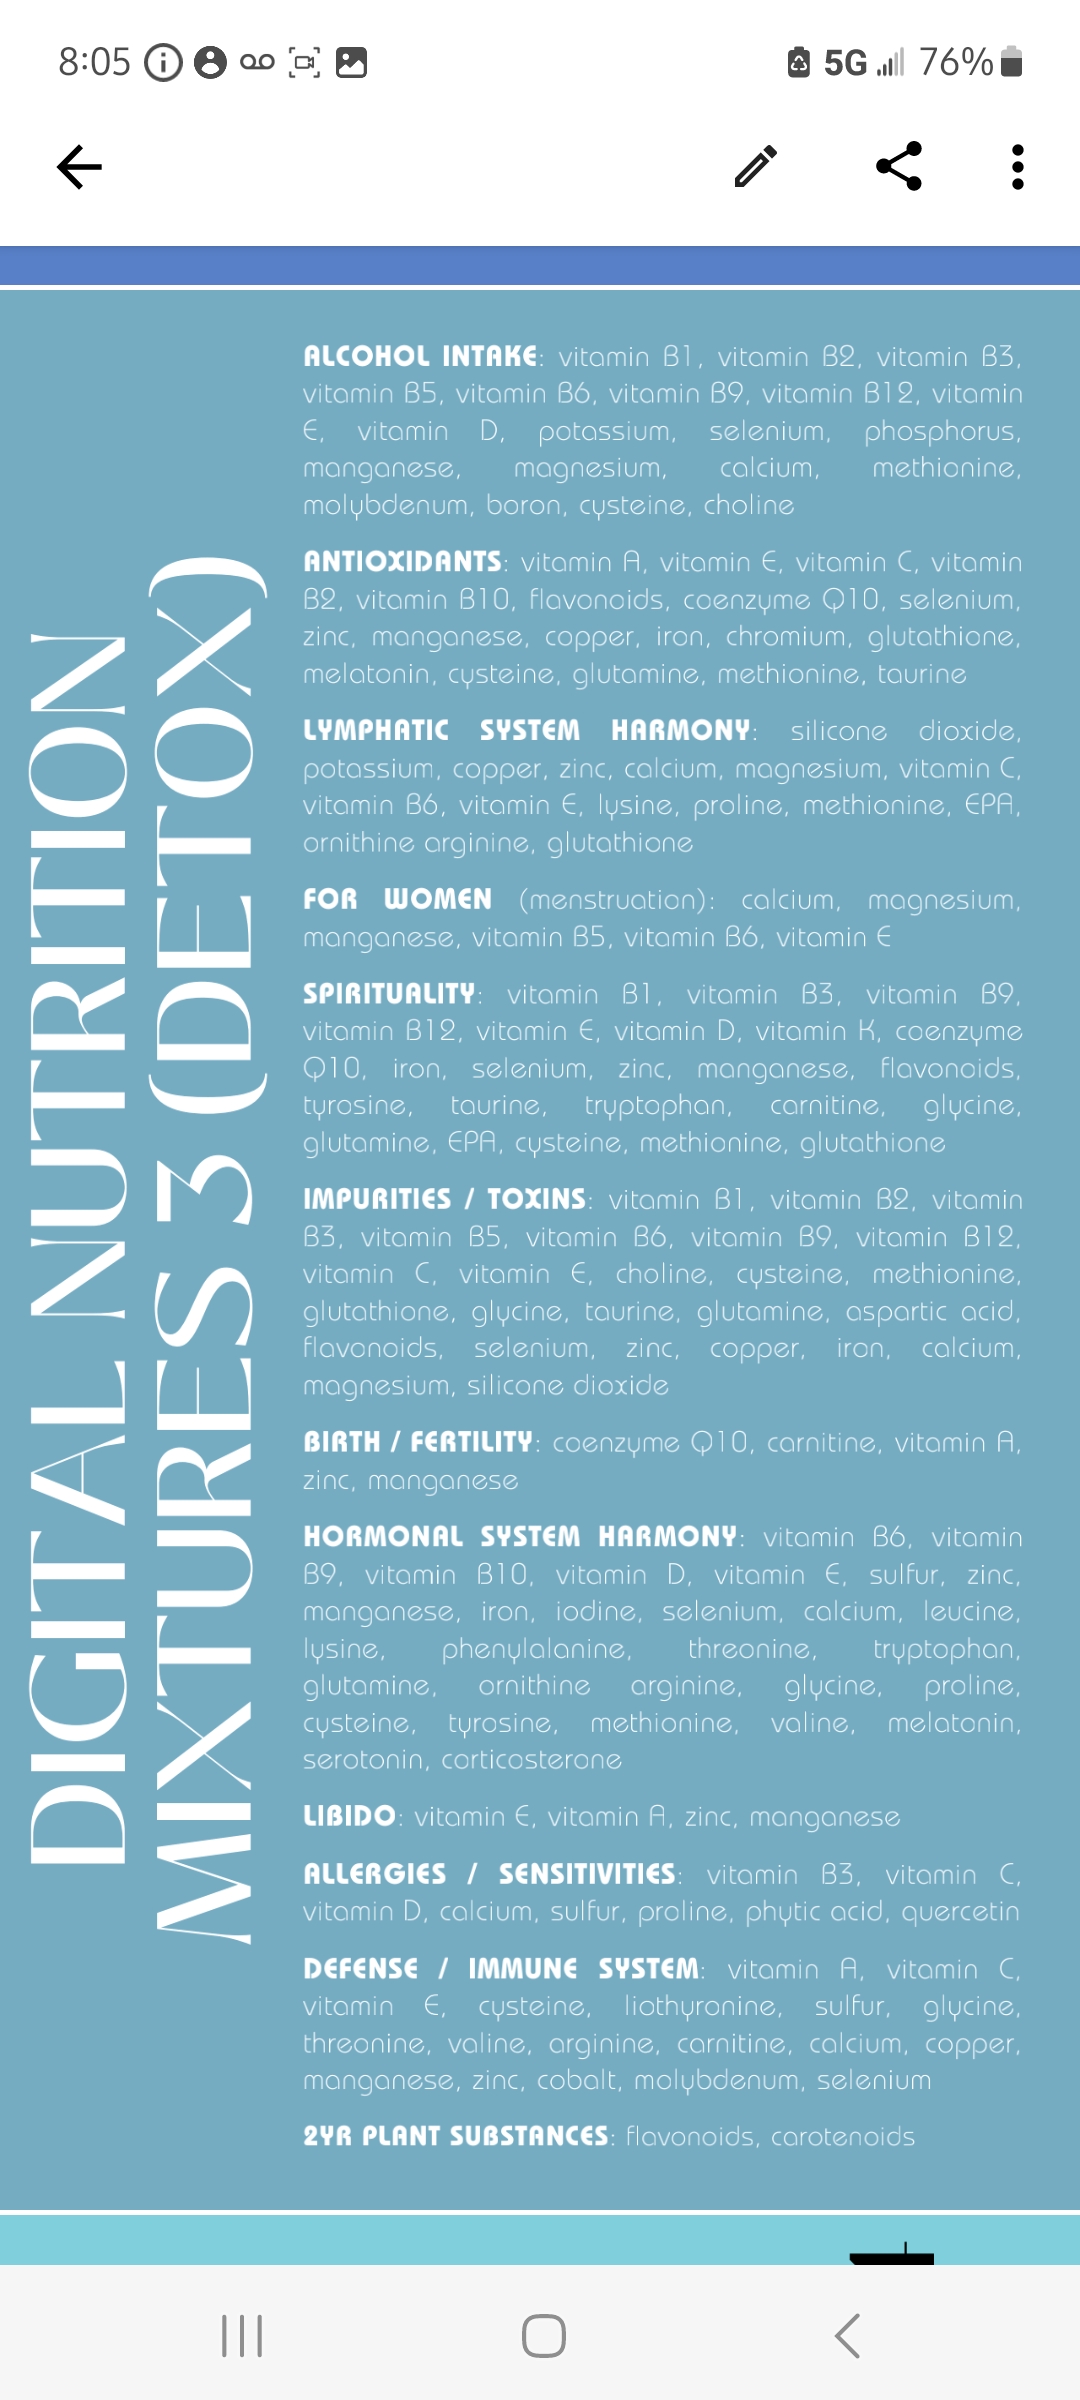 8:05
5G
76%
DIGITAL NUTRITION
MIXTURES 3 (DETOX)
ALCOHOL INTAKE: vitamin B1, vitamin B2, vitamin B3,
vitamin B5, vitamin B6, vitamin B9, vitamin B12, vitamin
E, vitamin D, potassium, selenium, phosphorus,
manganese, magnesium, calcium, methionine,
molybdenum, boron, cysteine, choline
ANTIOXIDANTS: vitamin A, vitamin E, vitamin C, vitamin
B2, vitamin B10, flavonoids, coenzyme Q10, selenium,
zinc, manganese, copper, iron, chromium, glutathione,
melatonin, cysteine, glutamine, methionine, taurine
LYMPHATIC SYSTEM HARMONY: silicone dioxide,
potassium, copper, zinc, calcium, magnesium, vitamin C,
vitamin B6, vitamin E, lysine, proline, methionine, EPA,
ornithine arginine, glutathione
FOR WOMEN (menstruation): calcium, magnesium,
manganese, vitamin B5, vitamin B6, vitamin E
SPIRITUALITY: vitamin B1, vitamin B3, vitamin B9,
vitamin B12, vitamin E, vitamin D, vitamin K, coenzyme
Q10, iron, selenium, zinc, manganese, flavonoids,
tyrosine, taurine, tryptophan, carnitine, glycine,
glutamine, EPA, cysteine, methionine, glutathione
IMPURITIES / TOXINS: vitamin B1, vitamin B2, vitamin
B3, vitamin B5, vitamin B6, vitamin B9, vitamin B12,
vitamin C, vitamin E, choline, cysteine, methionine,
glutathione, glycine, taurine, glutamine, aspartic acid,
flavonoids, selenium, zinc, copper, iron, calcium,
magnesium, silicone dioxide
BIRTH / FERTILITY: coenzyme Q10, carnitine, vitamin A,
zinc, manganese
HORMONAL SYSTEM HARMONY: vitamin B6, vitamin
B9, vitamin B10, vitamin D, vitamin E, sulfur, zinc,
manganese, iron, iodine, selenium, calcium, leucine,
lysine, phenylalanine, threonine, tryptophan,
glutamine, ornithine arginine, glycine, proline,
cysteine, tyrosine, methionine, valine, melatonin,
serotonin, corticosterone
LIBIDO: vitamin E, vitamin A, zinc, manganese
ALLERGIES / SENSITIVITIES: vitamin B3, vitamin C,
vitamin D, calcium, sulfur, proline, phytic acid, quercetin
DEFENSE / IMMUNE SYSTEM: vitamin A, vitamin C,
vitamin E, cysteine, liothyronine, sulfur, glycine,
threonine, valine, arginine, carnitine, calcium, copper,
manganese, zinc, cobalt, molybdenum, selenium
2YR PLANT SUBSTANCES: flavonoids, carotenoids